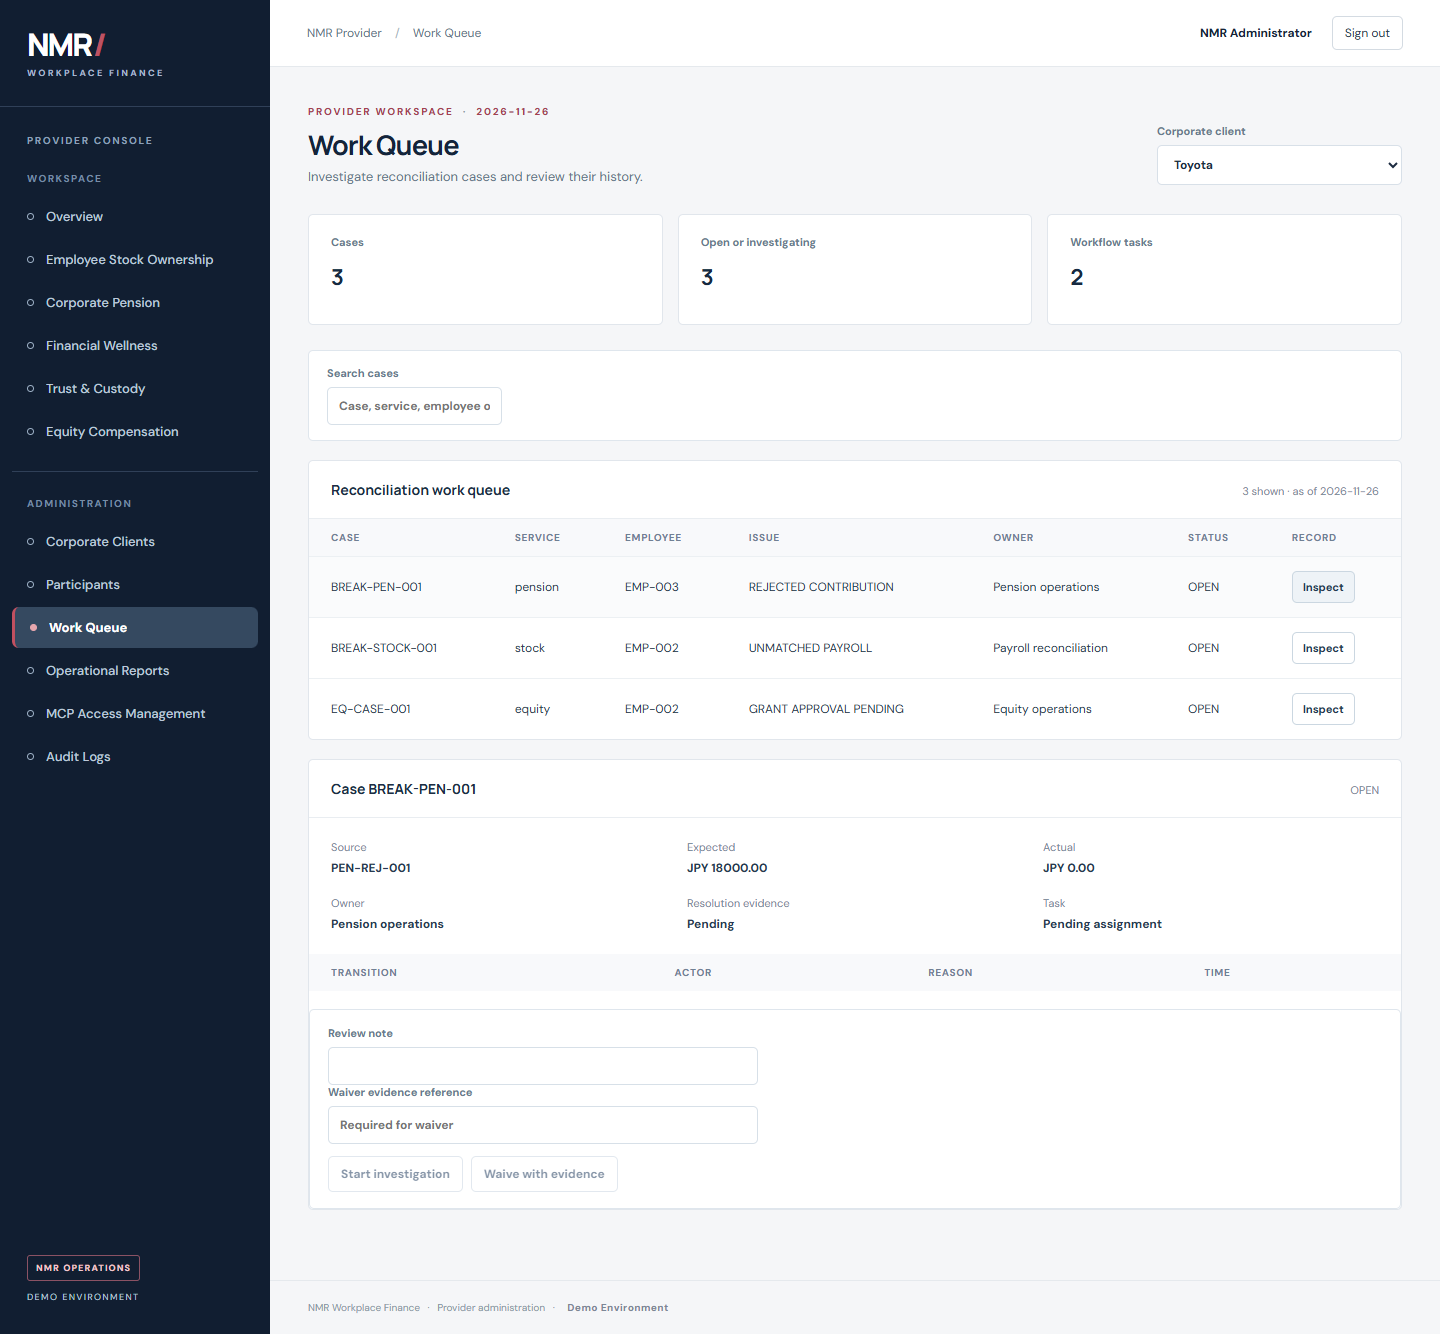 NMR/
WORKPLACE FINANCE
PROVIDER CONSOLE
WORKSPACE
Overview
Employee Stock Ownership
Corporate Pension
Financial Wellness
Trust & Custody
Equity Compensation
ADMINISTRATION
Corporate Clients
Participants
Work Queue
Operational Reports
MCP Access Management
Audit Logs
NMR OPERATIONS
DEMO ENVIRONMENT
NMR Provider / Work Queue
NMR Administrator Sign out
PROVIDER WORKSPACE · 2026-11-26
Work Queue
Investigate reconciliation cases and review their history.
Corporate client
Toyota
Cases
3
Open or investigating
3
Workflow tasks
2
Search cases
Case, service, employee o
Reconciliation work queue 3 shown · as of 2026-11-26
CASE SERVICE EMPLOYEE ISSUE OWNER STATUS RECORD
BREAK-PEN-001 pension EMP-003 REJECTED CONTRIBUTION Pension operations OPEN Inspect
BREAK-STOCK-001 stock EMP-002 UNMATCHED PAYROLL Payroll reconciliation OPEN Inspect
EQ-CASE-001 equity EMP-002 GRANT APPROVAL PENDING Equity operations OPEN Inspect
Case BREAK-PEN-001 OPEN
Source Expected Actual
PEN-REJ-001 JPY 18000.00 JPY 0.00
Owner Resolution evidence Task
Pension operations Pending Pending assignment
TRANSITION ACTOR REASON TIME
Review note
Waiver evidence reference
Required for waiver
Start investigation Waive with evidence
NMR Workplace Finance · Provider administration · Demo Environment